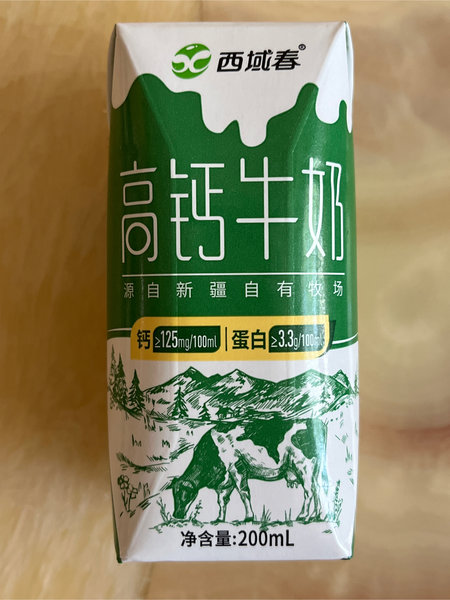 西域春®
高钙牛奶
源自新疆自有牧场
钙 ≥125mg/100mL 蛋白 ≥3.3g/100mL
净含量:200mL